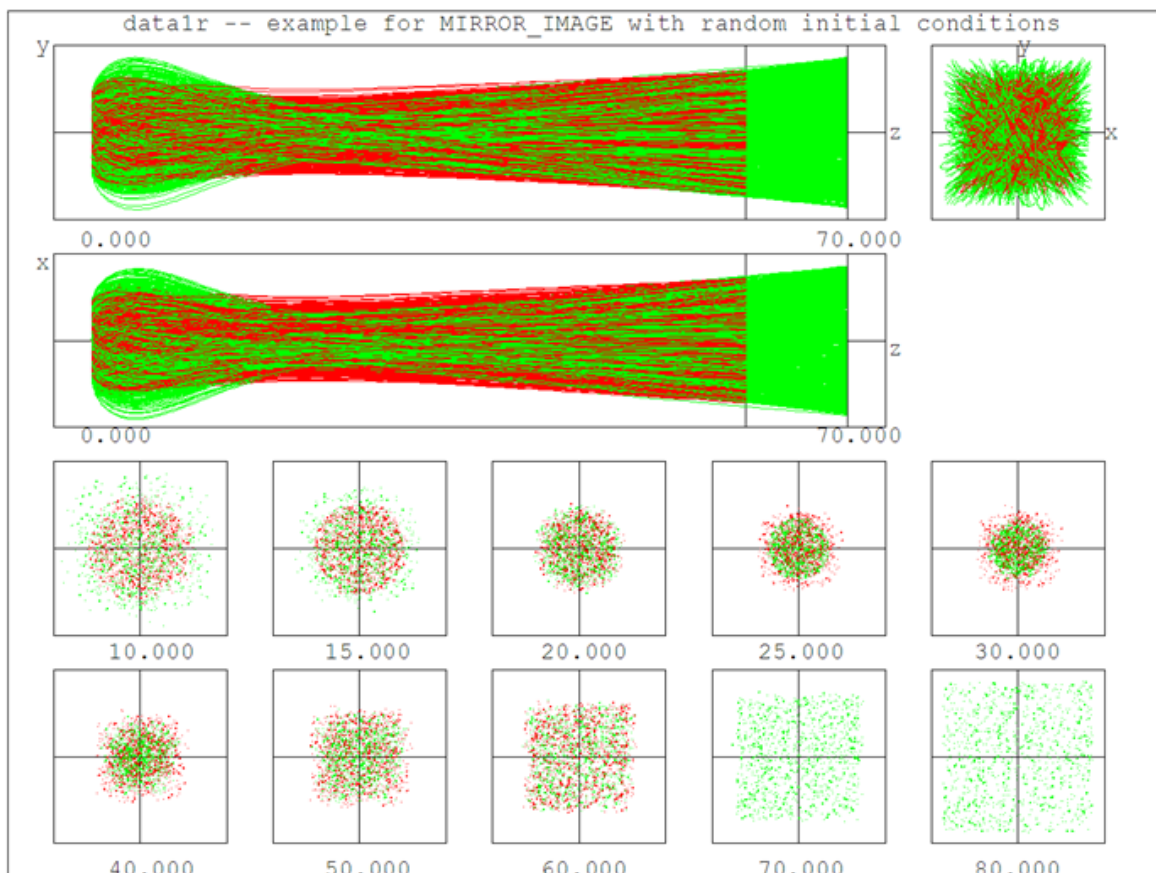 data1r -- example for MIRROR_IMAGE with random initial conditions
y
y
z
x
0.000 70.000
x
z
0.000 70.000
10.000 15.000 20.000 25.000 30.000
40.000 50.000 60.000 70.000 80.000